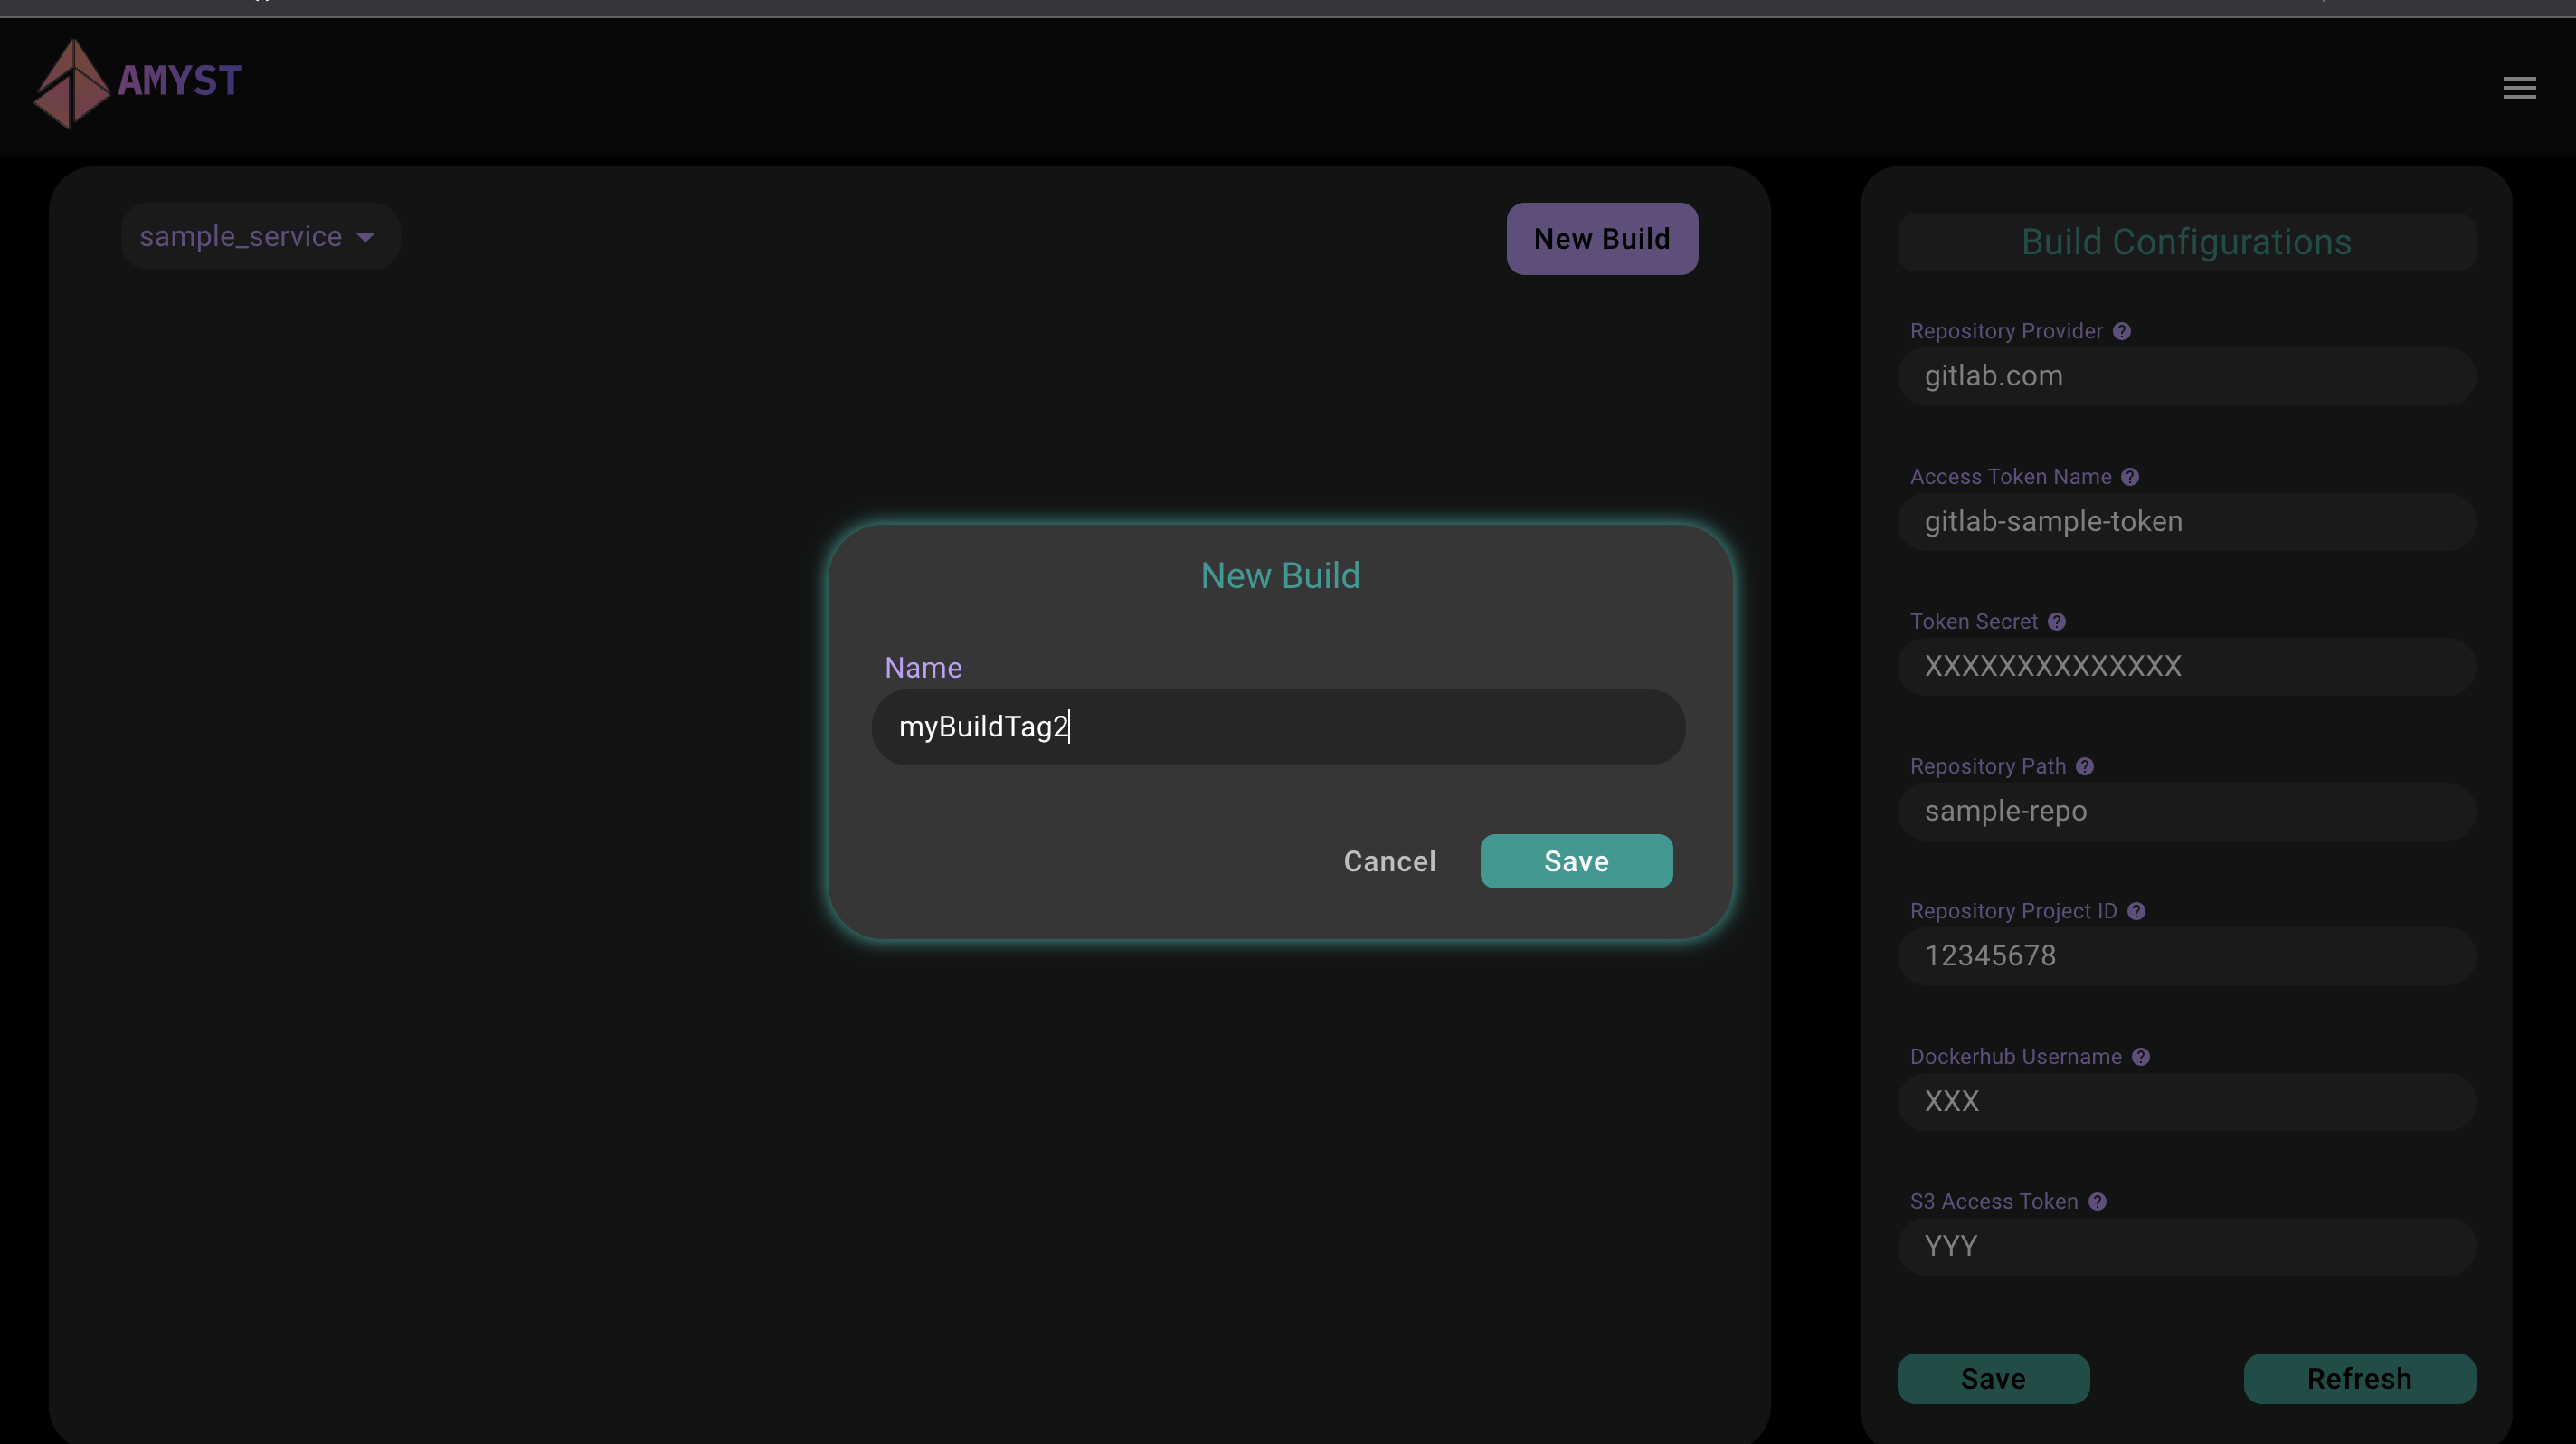 AMYST
sample_service
New Build
New Build
Name
myBuildTag2
Cancel
Save
Build Configurations
Repository Provider
gitlab.com
Access Token Name
gitlab-sample-token
Token Secret
XXXXXXXXXXXXXX
Repository Path
sample-repo
Repository Project ID
12345678
Dockerhub Username
XXX
S3 Access Token
YYY
Save
Refresh